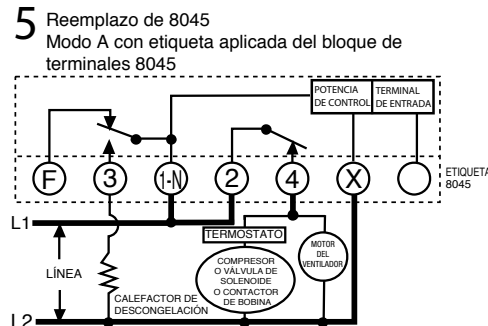 5 Reemplazo de 8045
Modo A con etiqueta aplicada del bloque de
terminales 8045
POTENCIA
DE CONTROL
TERMINAL
DE ENTRADA
F
3
1-N
2
4
X
ETIQUETA
8045
L1
TERMOSTATO
LÍNEA
COMPRESOR
O VÁLVULA DE
SOLENOIDE
O CONTACTOR
DE BOBINA
MOTOR
DEL
VENTILADOR
CALEFACTOR DE
DESCONGELACIÓN
L2